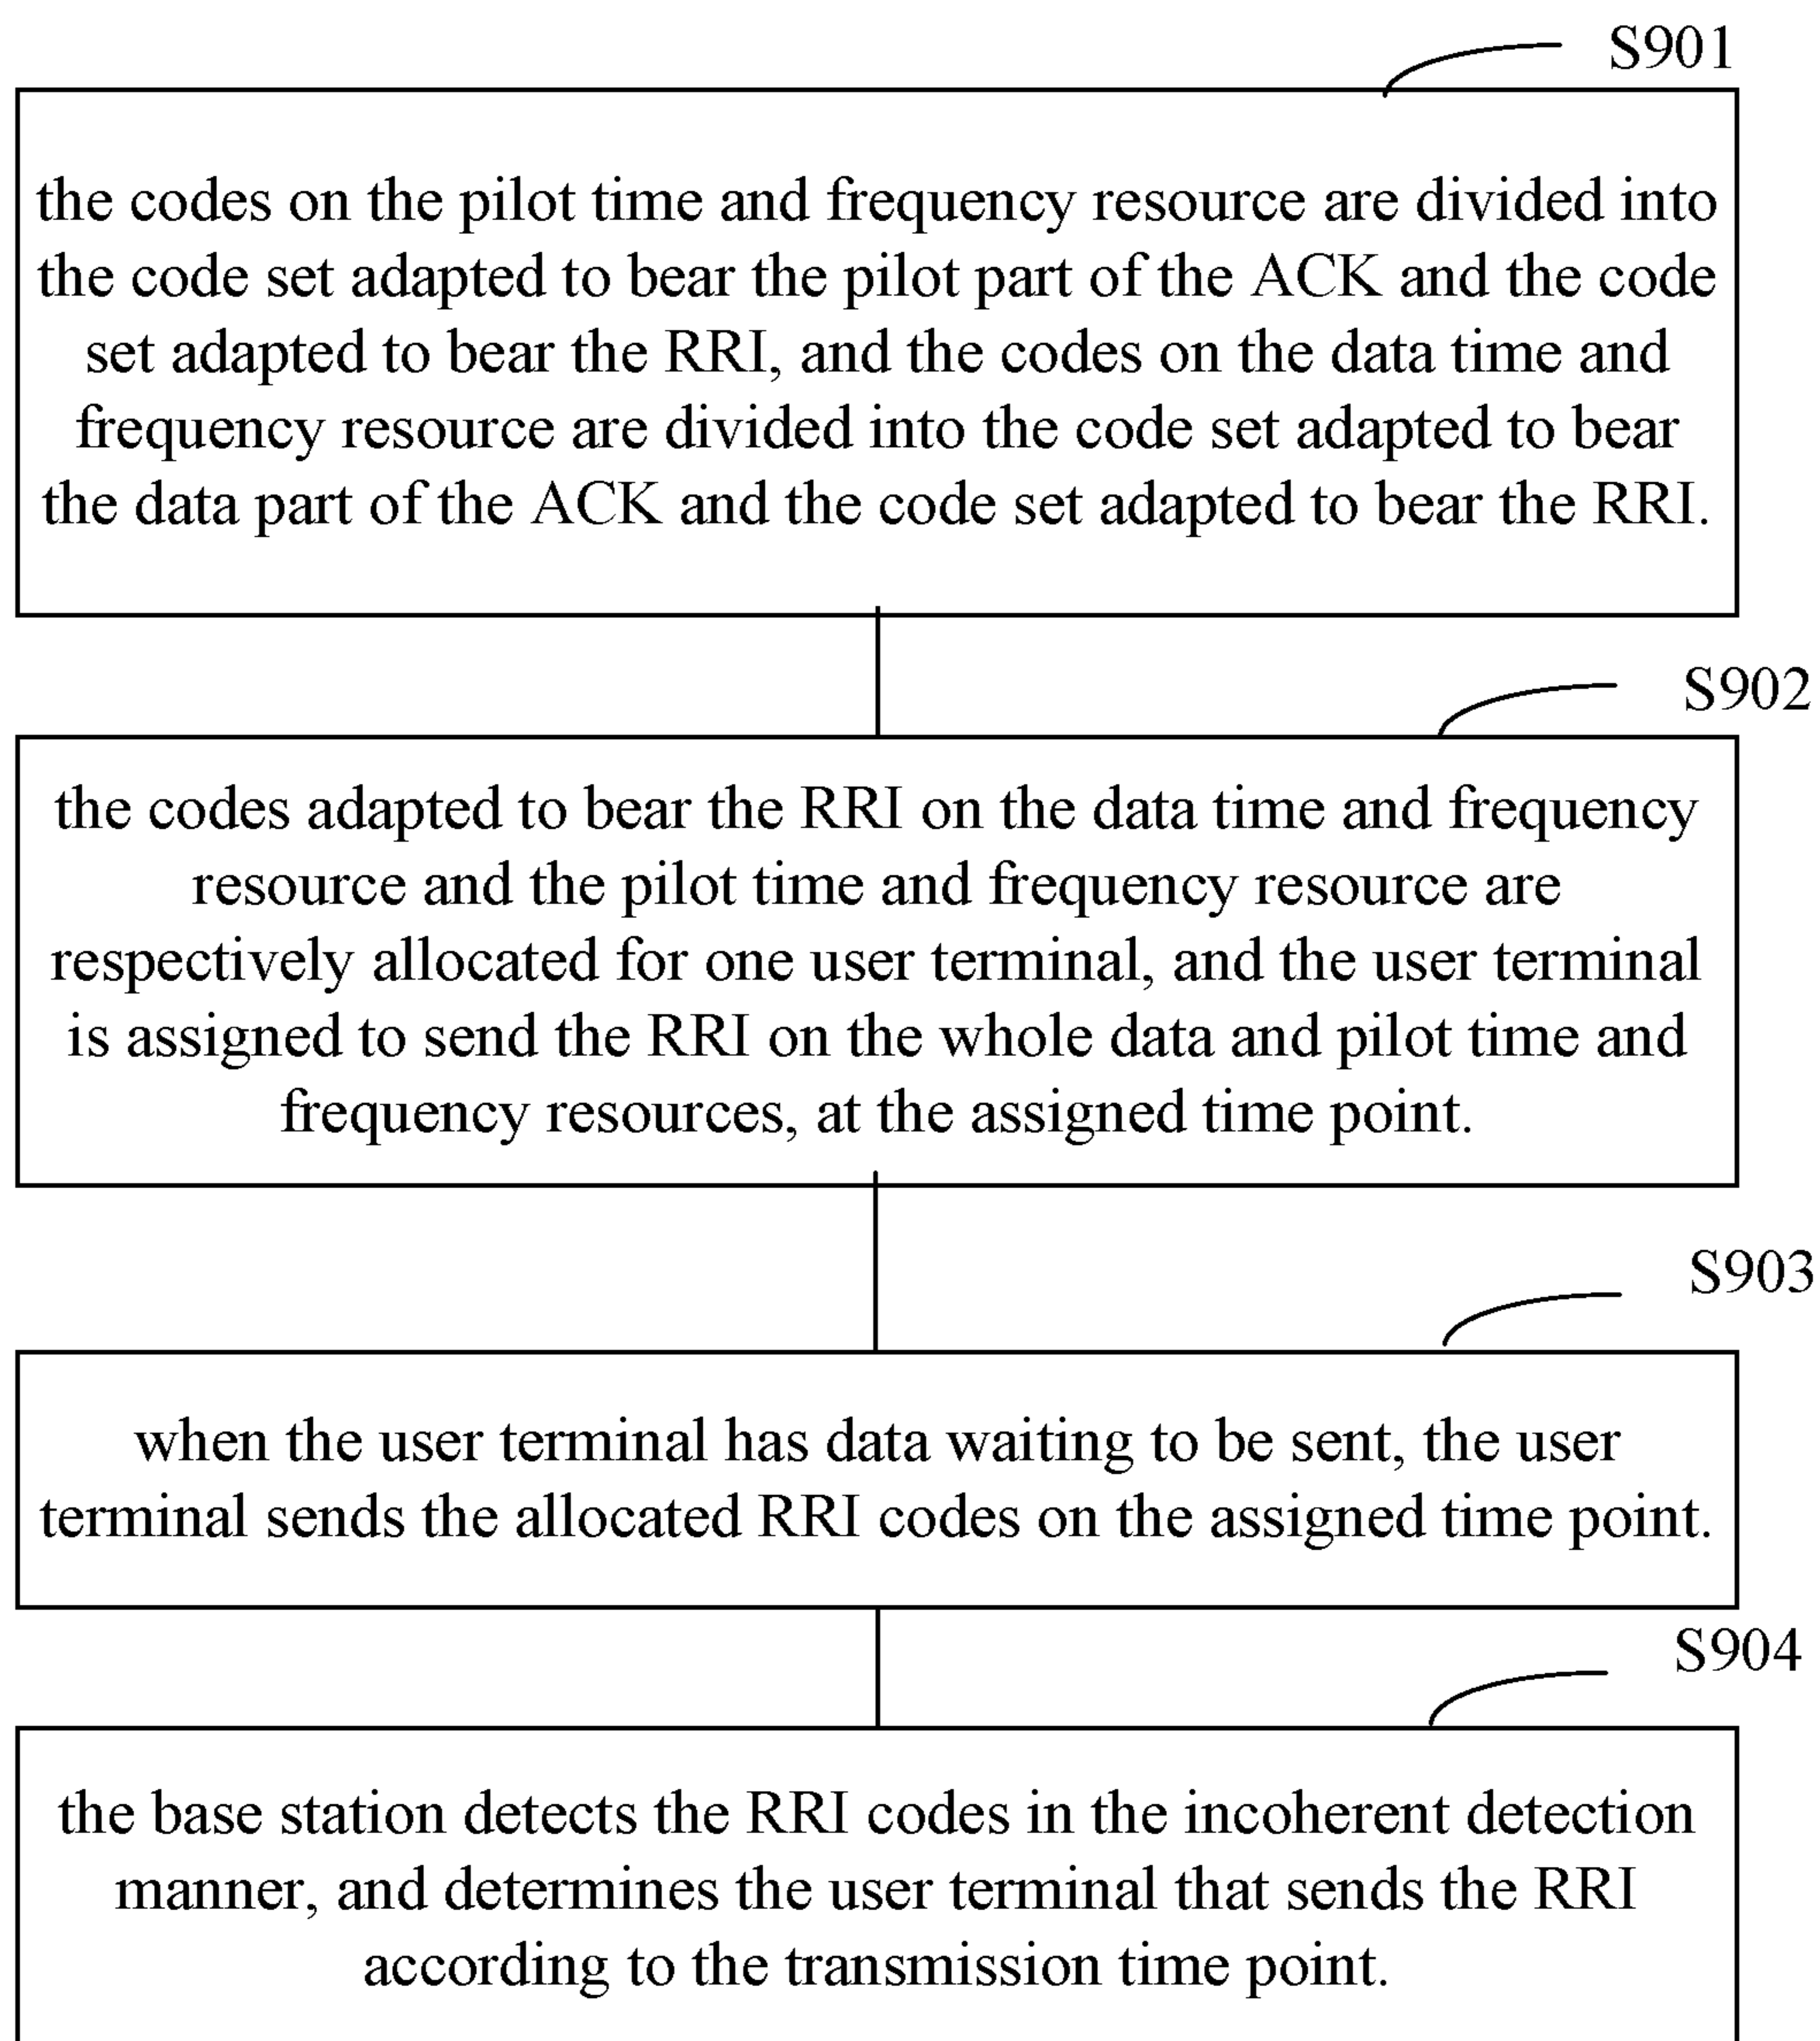 S901
the codes on the pilot time and frequency resource are divided into
the code set adapted to bear the pilot part of the ACK and the code
set adapted to bear the RRI, and the codes on the data time and
frequency resource are divided into the code set adapted to bear
the data part of the ACK and the code set adapted to bear the RRI.
S902
the codes adapted to bear the RRI on the data time and frequency
resource and the pilot time and frequency resource are
respectively allocated for one user terminal, and the user terminal
is assigned to send the RRI on the whole data and pilot time and
frequency resources, at the assigned time point.
S903
when the user terminal has data waiting to be sent, the user
terminal sends the allocated RRI codes on the assigned time point.
S904
the base station detects the RRI codes in the incoherent detection
manner, and determines the user terminal that sends the RRI
according to the transmission time point.